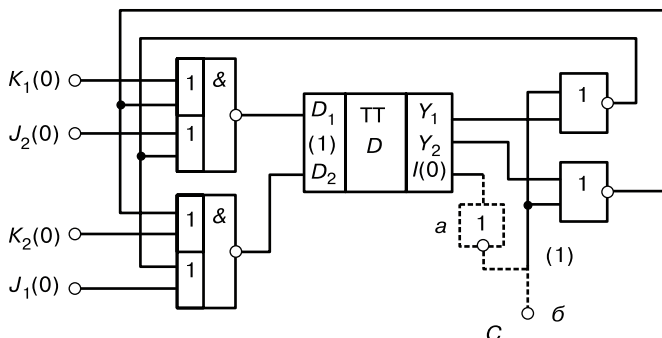 K₁(0)
J₂(0)
1
1
&
K₂(0)
J₁(0)
1
1
&
D₁
(1)
D₂
TT
D
Y₁
Y₂
I(0)
1
1
а
1
(1)
б
C